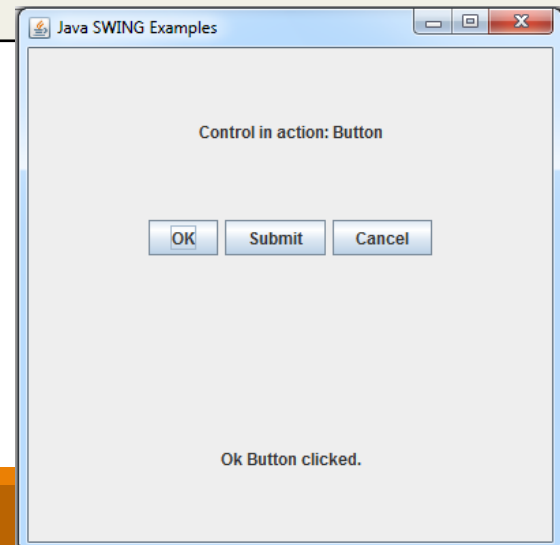 Java SWING Examples
Control in action: Button
OK Submit Cancel
Ok Button clicked.